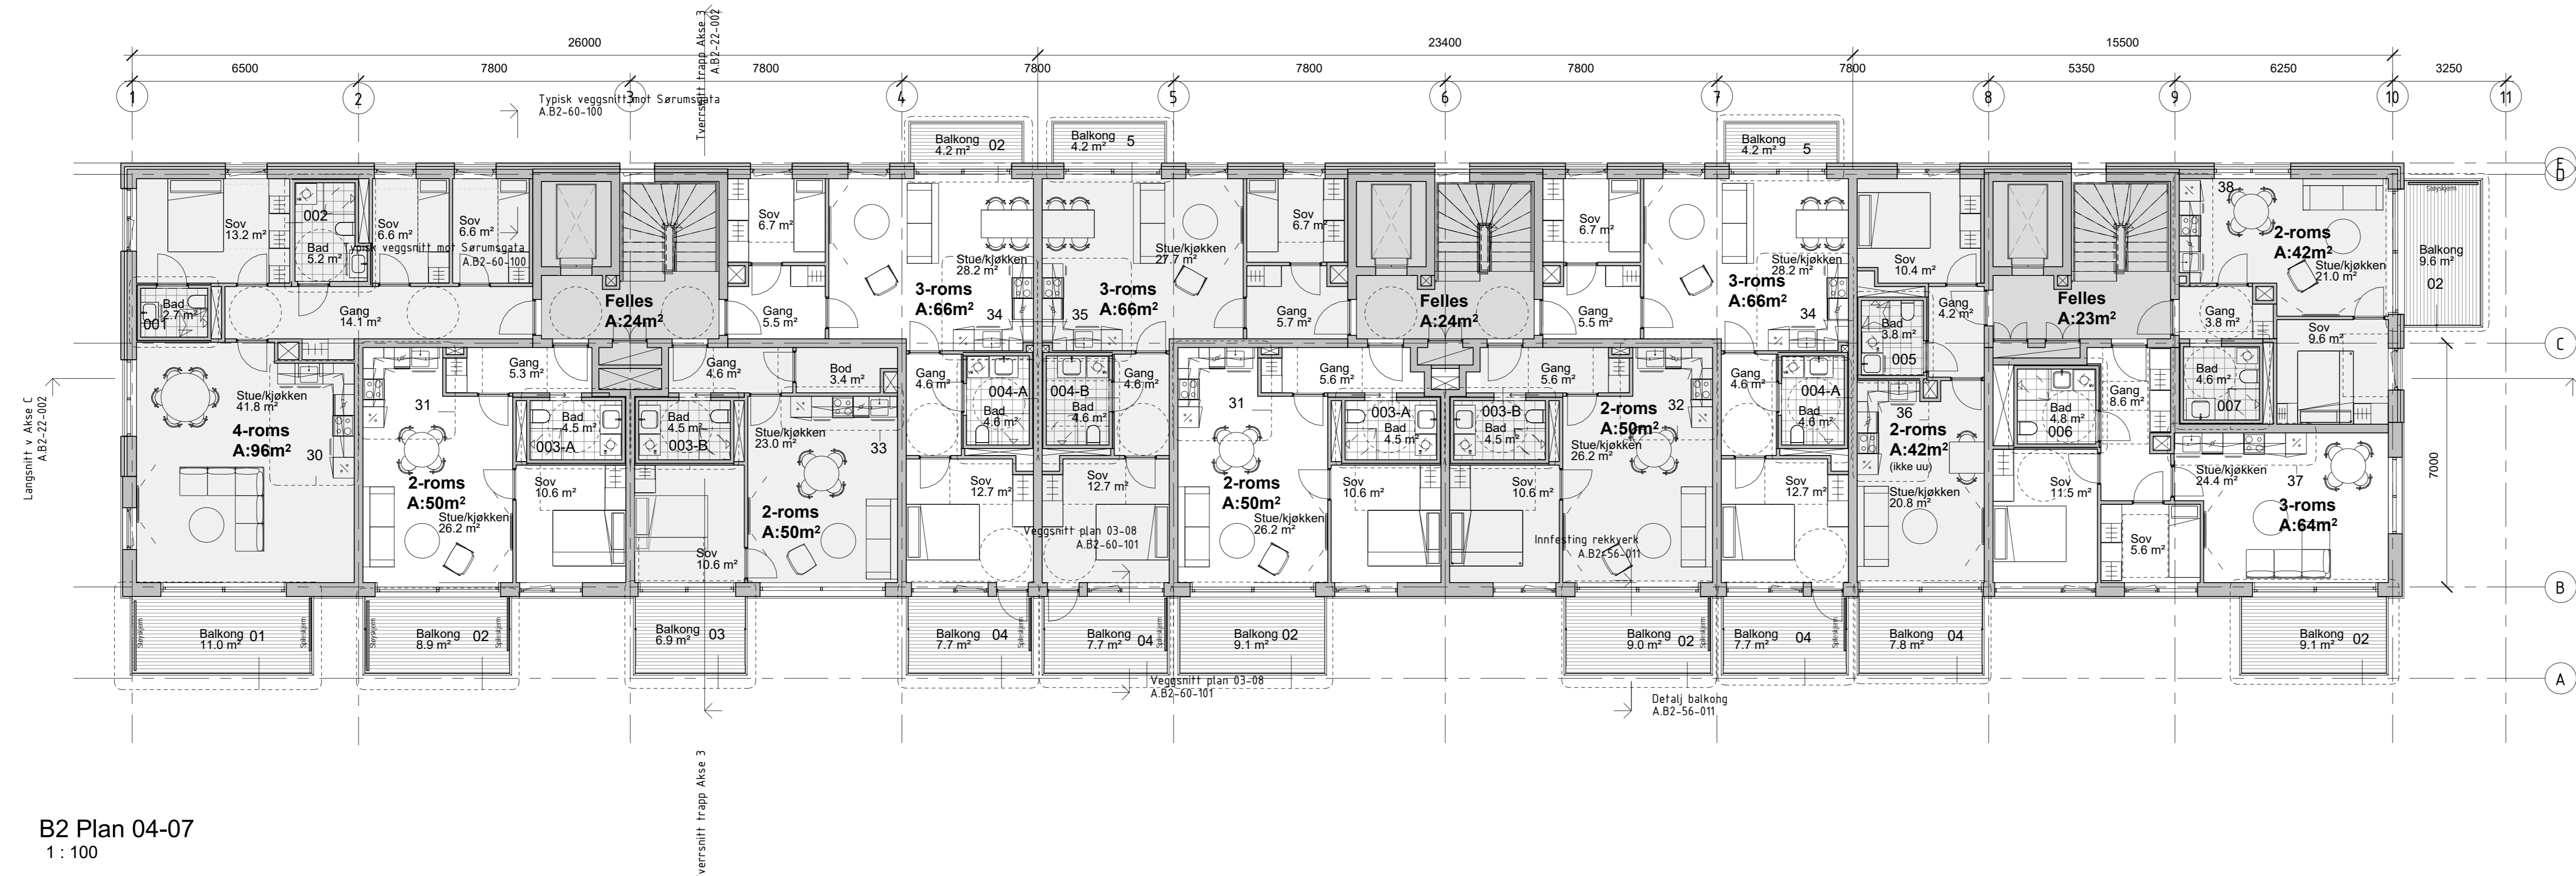 26000
23400
15500
6500
7800
7800
7800
7800
7800
7800
5350
6250
3250
1
2
3
4
5
6
7
8
9
10
11
Typisk veggsnitt mot Sørumsgata
A.B2-60-100
Tverrsnitt trapp Akse 3
A.B2-22-002
Balkong 02
4.2 m²
Balkong 5
4.2 m²
Balkong 5
4.2 m²
Sov
13.2 m²
002
Bad
5.2 m²
Sov
6.6 m²
Sov
6.6 m²
Typisk veggsnitt mot Sørumsgata
A.B2-60-100
Bad
2.7 m²
001
Gang
14.1 m²
Felles
A:24m²
Sov
6.7 m²
Gang
5.5 m²
Stue/kjøkken
28.2 m²
3-roms
A:66m²
34
Stue/kjøkken
27.7 m²
3-roms
A:66m²
35
Sov
6.7 m²
Gang
5.7 m²
Felles
A:24m²
Sov
6.7 m²
Gang
5.5 m²
Stue/kjøkken
28.2 m²
3-roms
A:66m²
34
Sov
10.4 m²
Gang
4.2 m²
Bad
3.8 m²
005
Felles
A:23m²
38
2-roms
A:42m²
Stue/kjøkken
21.0 m²
Gang
3.8 m²
Sov
9.6 m²
Støyskjerm
Balkong
9.6 m²
02
Stue/kjøkken
41.8 m²
4-roms
A:96m²
30
31
Gang
5.3 m²
Bad
4.5 m²
003-A
2-roms
A:50m²
Stue/kjøkken
26.2 m²
Sov
10.6 m²
Gang
4.6 m²
Bod
3.4 m²
Bad
4.5 m²
003-B
Stue/kjøkken
23.0 m²
33
2-roms
A:50m²
Sov
10.6 m²
Gang
4.6 m²
004-A
Bad
4.6 m²
Sov
12.7 m²
004-B
Bad
4.6 m²
Gang
4.6 m²
Sov
12.7 m²
Veggsnitt plan 03-08
A.B2-60-101
31
Gang
5.6 m²
003-A
Bad
4.5 m²
2-roms
A:50m²
Stue/kjøkken
26.2 m²
Sov
10.6 m²
Gang
5.6 m²
003-B
Bad
4.5 m²
2-roms
A:50m²
32
Stue/kjøkken
26.2 m²
Sov
10.6 m²
Innfesting rekkverk
A.B2-56-011
Gang
4.6 m²
004-A
Bad
4.6 m²
Sov
12.7 m²
36
2-roms
A:42m²
(ikke uu)
Stue/kjøkken
20.8 m²
Bad
4.8 m²
006
Gang
8.6 m²
Sov
11.5 m²
Sov
5.6 m²
Bad
4.6 m²
007
Stue/kjøkken
24.4 m²
37
3-roms
A:64m²
7000
Langsnitt v Akse C
A.B2-22-002
Støyskjerm
Balkong 01
11.0 m²
Spileskjerm
Støyskjerm
Balkong 02
8.9 m²
Spileskjerm
Balkong 03
6.9 m²
Balkong 04
7.7 m²
Spileskjerm
Balkong 04
7.7 m²
Spileskjerm
Balkong 02
9.1 m²
Balkong 02
9.0 m²
Spileskjerm
Balkong 04
7.7 m²
Spileskjerm
Balkong 04
7.8 m²
Balkong 02
9.1 m²
Veggsnitt plan 03-08
A.B2-60-101
Detalj balkong
A.B2-56-011
C
B
A
verrsnitt trapp Akse 3
B2 Plan 04-07
1 : 100